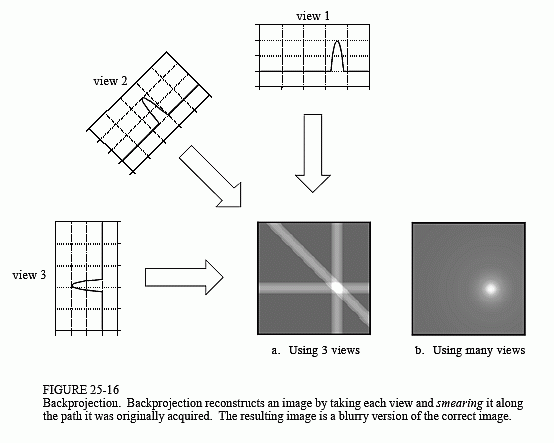 view 1
view 2
view 3
a. Using 3 views
b. Using many views
FIGURE 25-16
Backprojection. Backprojection reconstructs an image by taking each view and smearing it along
the path it was originally acquired. The resulting image is a blurry version of the correct image.